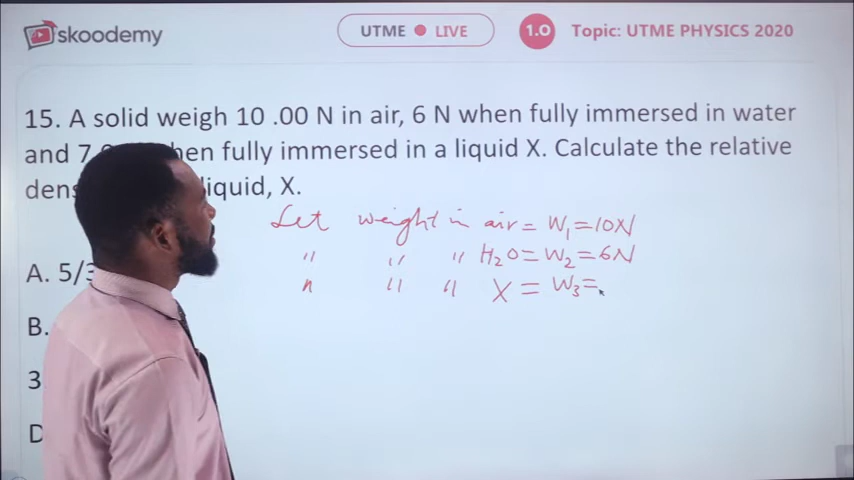 skoodemy
UTME LIVE
1.0 Topic: UTME PHYSICS 2020
15. A solid weigh 10 .00 N in air, 6 N when fully immersed in water
and 7 fully immersed in a liquid X. Calculate the relative
liquid, X.
Let weight in air = W₁ = 10N
" " " H₂O = W₂ = 6N
" " " X = W₃ =
A. 5/3
B.
3
D